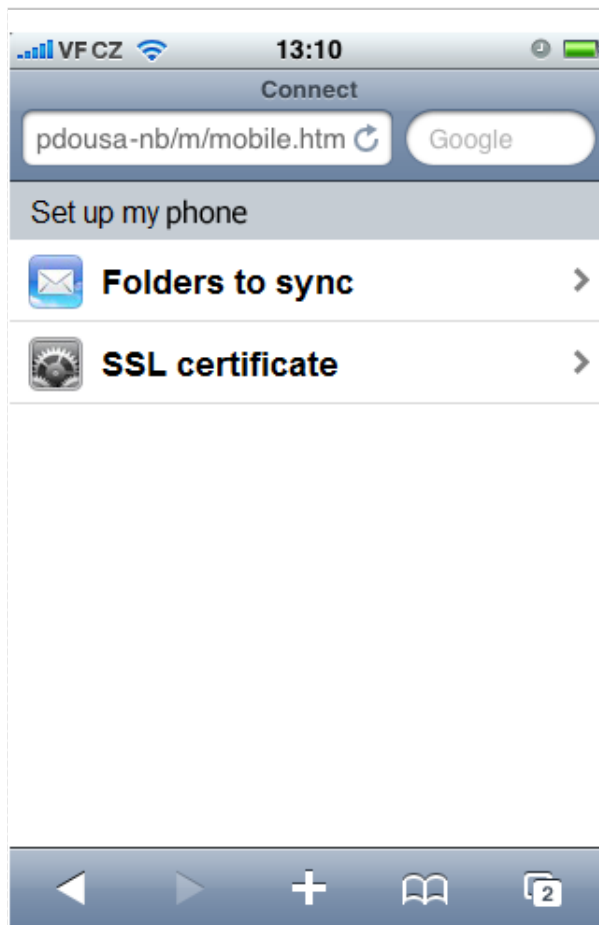 VF CZ 13:10
Connect
pdousa-nb/m/mobile.htm Google
Set up my phone
Folders to sync
SSL certificate
2